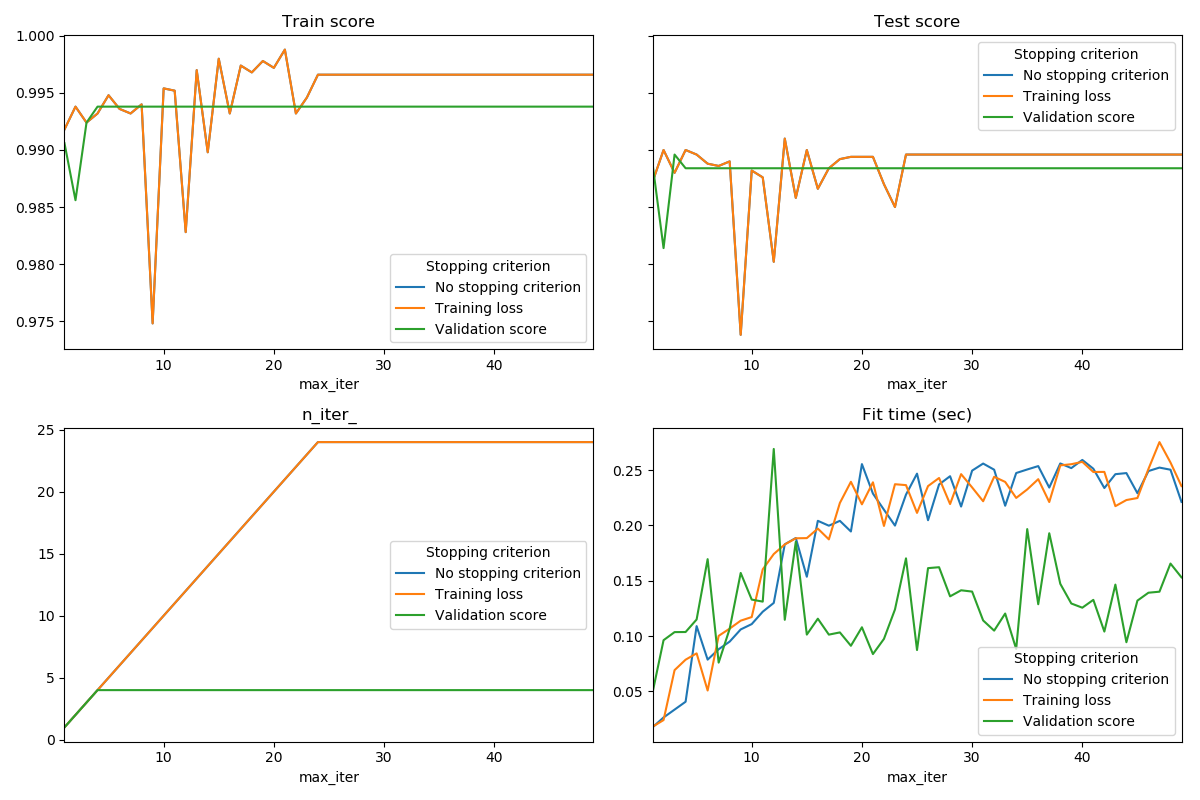 Train score
1.000
0.995
0.990
0.985
0.980
0.975
Stopping criterion
No stopping criterion
Training loss
Validation score
10 20 30 40
max_iter
Test score
Stopping criterion
No stopping criterion
Training loss
Validation score
10 20 30 40
max_iter
n_iter_
25
20
15
10
5
0
Stopping criterion
No stopping criterion
Training loss
Validation score
10 20 30 40
max_iter
Fit time (sec)
0.25
0.20
0.15
0.10
0.05
Stopping criterion
No stopping criterion
Training loss
Validation score
10 20 30 40
max_iter